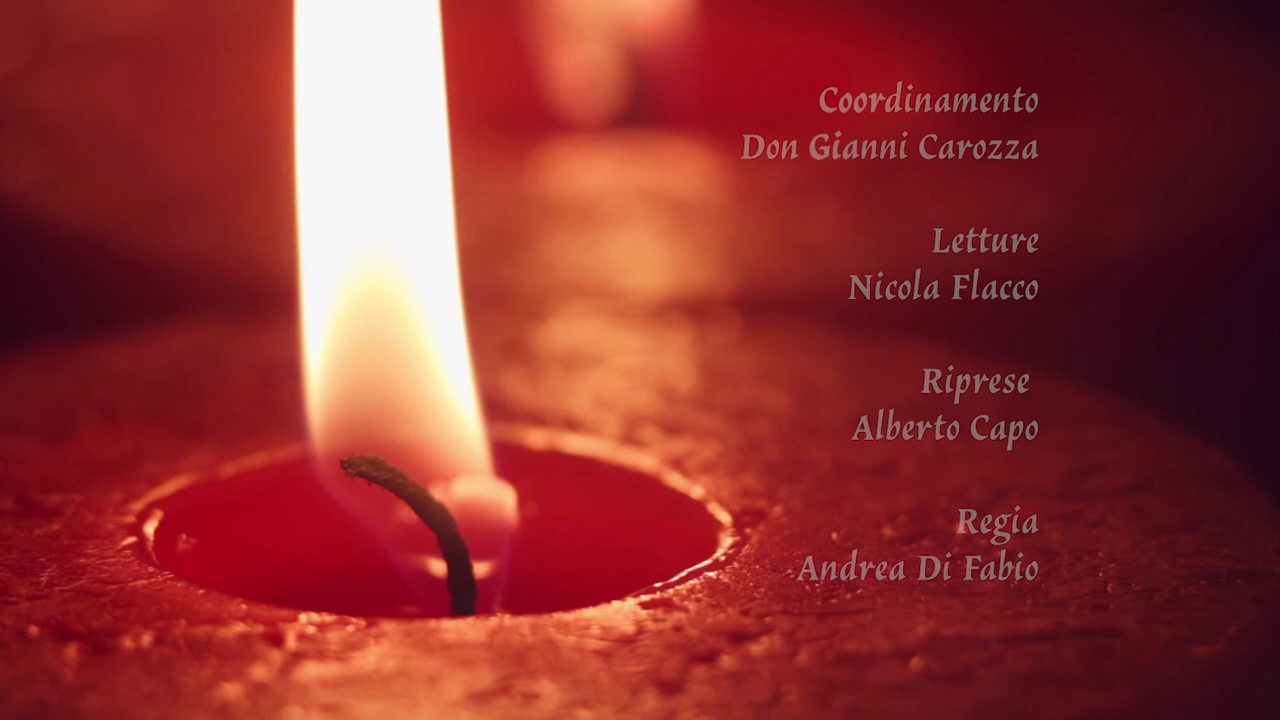 Coordinamento
Don Gianni Carozza
Letture
Nicola Flacco
Riprese
Alberto Capo
Regia
Andrea Di Fabio